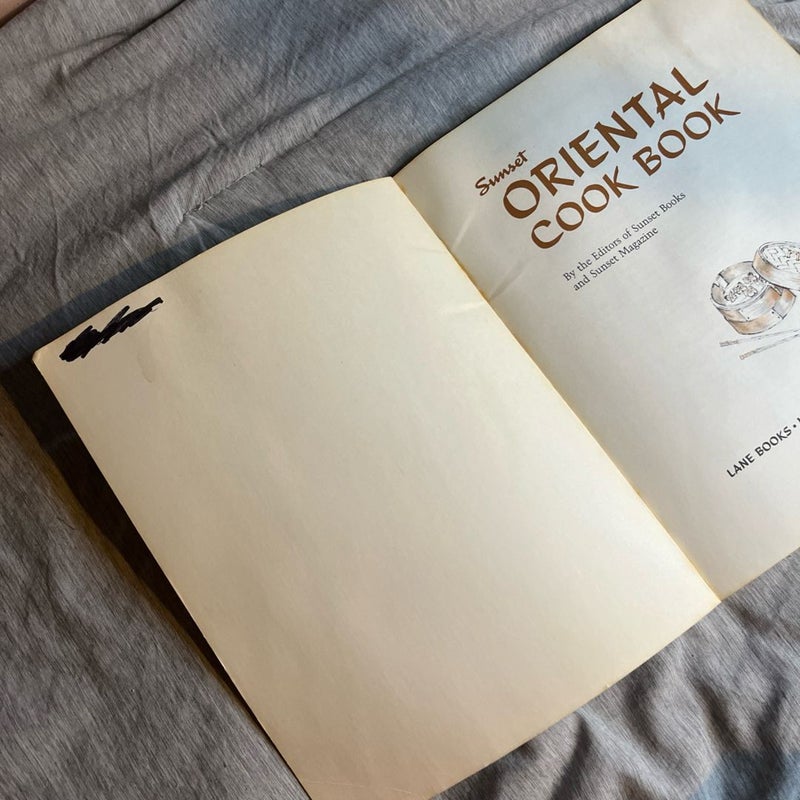 Sunset
ORIENTAL
COOK BOOK
By the Editors of Sunset Books
and Sunset Magazine
LANE BOOKS •